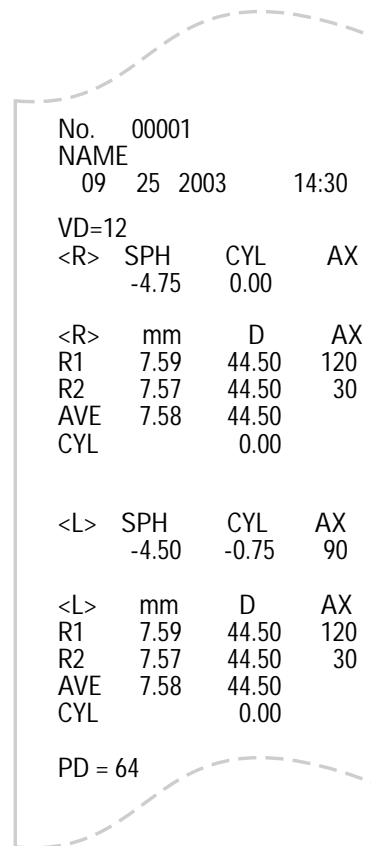 No. 00001
NAME
09 25 2003 14:30
VD=12
<R> SPH CYL AX
-4.75 0.00
<R> mm D AX
R1 7.59 44.50 120
R2 7.57 44.50 30
AVE 7.58 44.50
CYL 0.00
<L> SPH CYL AX
-4.50 -0.75 90
<L> mm D AX
R1 7.59 44.50 120
R2 7.57 44.50 30
AVE 7.58 44.50
CYL 0.00
PD = 64